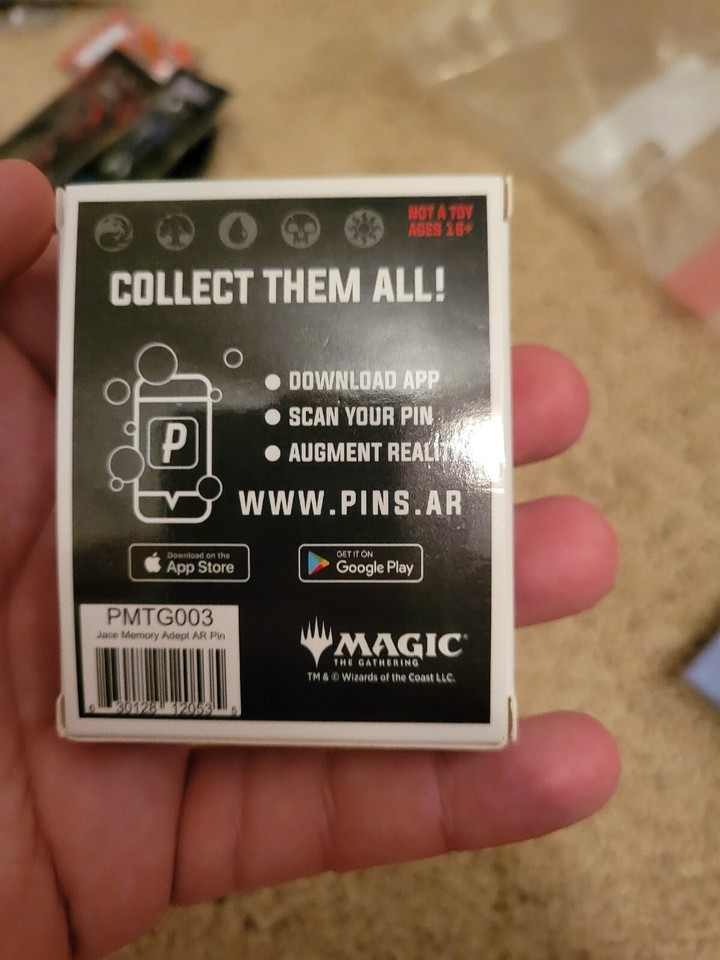 NOT A TOY
COLLECT THEM ALL!
DOWNLOAD APP
SCAN YOUR PIN
AUGMENT
P
WWW.PINS.AR
Download on the
App Store
GET IT ON
Google Play
PMTG003
Jace Memory Adept AR Pin
MAGIC
THE GATHERING
TM & © Wizards of the Coast LLC.